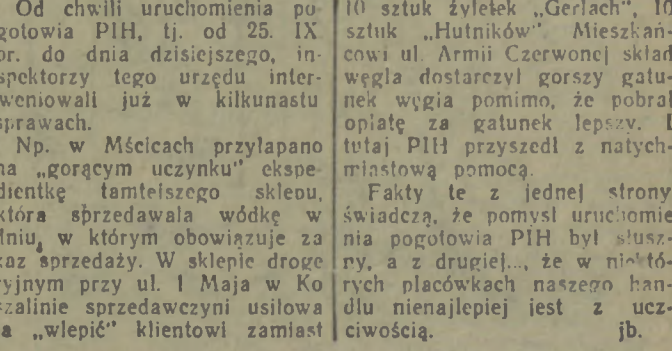 Od chwili uruchomienia po
gotowia PIH, tj. od 25. IX
br. do dnia dzisiejszego, in-
spektorzy tego urzędu inter-
weniowali już w kilkunastu
sprawach.
Np. w Mścicach przyłapano
na „gorącym uczynku" ekspe-
dientkę tamtejszego sklepu,
która sprzedawała wódkę w
dniu, w którym obowiązuje za
kaz sprzedaży. W sklepie droge
ryjnym przy ul. 1 Maja w Ko
szalinie sprzedawczyni usiłowa
ła „wlepić" klientowi zamiast
10 sztuk żyletek „Gerlach", 10
sztuk „Hutników". Mieszkań-
cowi ul. Armii Czerwonej skład
węgla dostarczył gorszy gatu-
nek węgla pomimo, że pobrał
opłatę za gatunek lepszy. I
tutaj PIH przyszedł z natych-
miastową pomocą.
Fakty te z jednej strony
świadczą, że pomysł uruchomie
nia pogotowia PIH był słusz-
ny, a z drugiej..., że w niektó-
rych placówkach naszego han-
dlu nienajlepiej jest z ucz-
ciwością. jb.